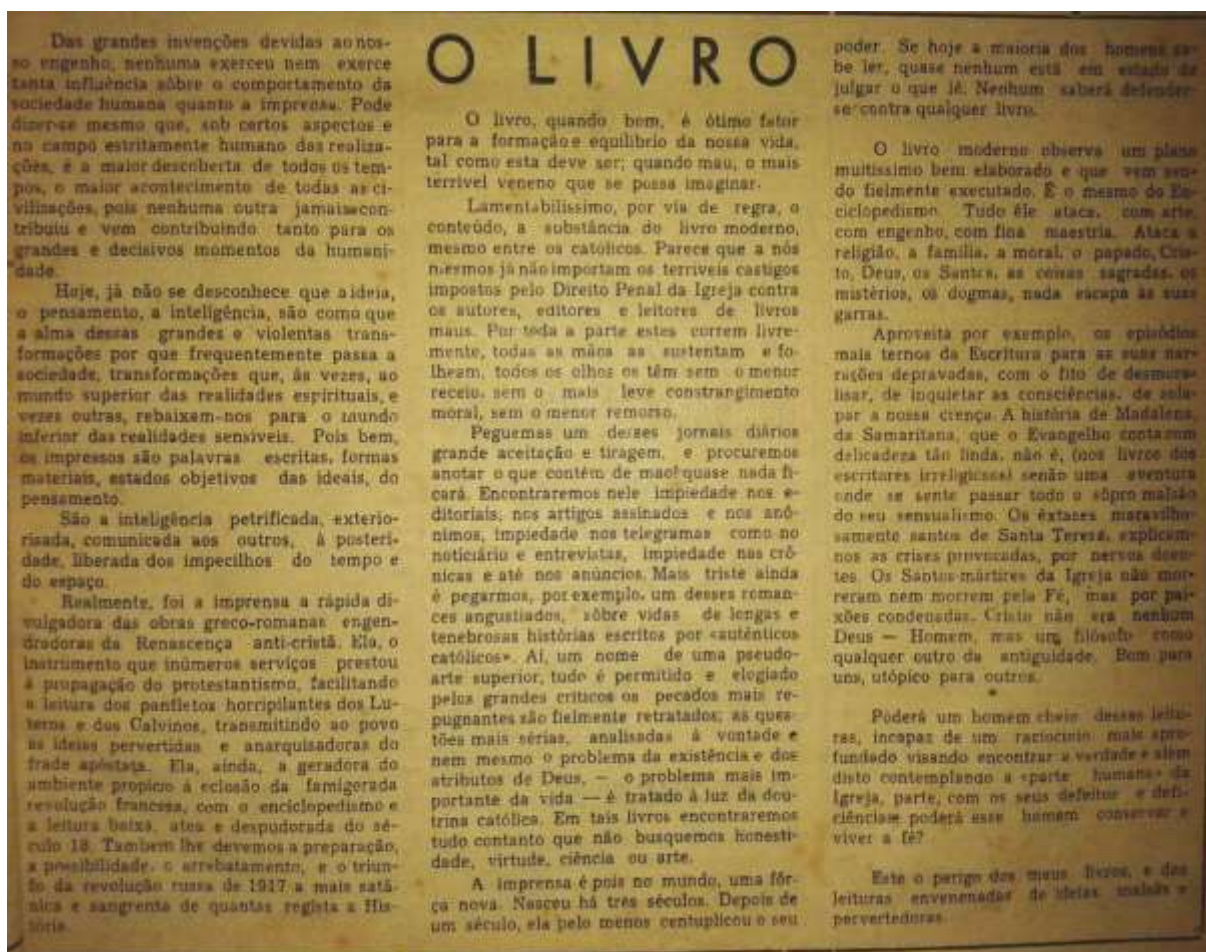 O LIVRO
Das grandes invenções devidas ao nos-
so engenho, nenhuma exerceu nem exerce
tanta influência sôbre o comportamento da
sociedade humana quanto a imprensa. Pode
dizer-se mesmo que, sob certos aspectos e
no campo estritamente humano das realiza-
ções, é a maior descoberta de todos os tem-
pos, o maior acontecimento de todas as ci-
vilizações, pois nenhuma outra jamais con-
tribuiu e vem contribuindo tanto para os
grandes e decisivos momentos da humani-
dade.
Hoje, já não se desconhece que a ideia,
o pensamento, a inteligência, são como que
a alma dessas grandes e violentas trans-
formações por que frequentemente passa a
sociedade, transformações que, ás vezes, ao
mundo superior das realidades espirituais, e
vezes outras, rebaixem-nos para o mundo
inferior das realidades sensíveis. Pois bem,
os impressos são palavras escritas, formas
materiais, estados objetivos das ideais, do
pensamento.
São a inteligência petrificada, exterio-
risada, comunicada aos outros, à posteri-
dade, liberada dos impecilhos do tempo e
do espaço.
Realmente, foi a imprensa a rápida di-
vulgadora das obras greco-romanas engen-
dradoras da Renascença anti-cristã. Ela, o
instrumento que inúmeros serviços prestou
á propagação do protestantismo, facilitando
a leitura dos panfletos horripilantes dos Lu-
teros e dos Calvinos, transmitindo ao povo
as ideias pervertidas e anarquisadoras do
frade apóstata. Ela, ainda, a geradora do
ambiente propício á eclosão da famigerada
revolução francesa, com o enciclopedismo e
a leitura baixa, atea e despudorada do sé-
culo 18. Tambem lhe devemos a preparação,
a possibilidade, o arrebatamento, e o triun-
fo da revolução russa de 1917 a mais satâ-
nica e sangrenta de quantas regista a His-
tória.
O livro, quando bom, é ótimo fator
para a formação e equilíbrio da nossa vida,
tal como esta deve ser; quando mau, o mais
terrivel veneno que se possa imaginar.
Lamentabilissimo, por via de regra, o
conteúdo, a substância do livro moderno,
mesmo entre os católicos. Parece que a nós
mesmos já não importam os terriveis castigos
impostos pelo Direito Penal da Igreja contra
os autores, editores e leitores de livros
maus. Por toda a parte estes correm livre-
mente, todas as mãos as sustentam e fo-
lheam, todos os olhos os têm sem o menor
receio, sem o mais leve constrangimento
moral, sem o menor remorso.
Peguemas um desses jornais diários
grande aceitação e tiragem, e procuremos
anotar o que contém de mao! quase nada fi-
cará. Encontraremos nele impiedade nos e-
ditoriais, nos artigos assinados e nos anô-
nimos, impiedade nos telegramas como no
noticiário e entrevistas, impiedade nas crô-
nicas e até nos anúncios. Mais triste ainda
é pegarmos, por exemplo, um desses roman-
ces angustiados, sôbre vidas de longas e
tenebrosas histórias escritos por «autênticos
católicos». Aí, um nome de uma pseudo-
arte superior, tudo é permitido e elogiado
pelos grandes criticos os pecados mais re-
pugnantes são fielmente retratados; as ques-
tões mais sérias, analisadas á vontade e
nem mesmo o problema da existência e dos
atributos de Deus, — o problema mais im-
portante da vida — é tratado á luz da dou-
trina católica. Em tais livros encontraremos
tudo contanto que não busquemos honesti-
dade, virtude, ciência ou arte.
A imprensa é pois no mundo, uma fôr-
ça nova. Nasceu há três séculos. Depois de
um século, ela pelo menos centuplicou o seu
poder. Se hoje a maioria dos homens sa-
be ler, quase nenhum está em estado de
julgar o que lê. Nenhum saberá defender-
se contra qualquer livro.
O livro moderno observa um plano
muitissimo bem elaborado e que vem sen-
do fielmente executado. É o mesmo do En-
ciclopedismo. Tudo êle ataca, com arte,
com engenho, com fina maestria. Ataca a
religião, a família, a moral, o papado, Cris-
to, Deus, os Santos, as coisas sagradas, os
mistérios, os dogmas, nada escapa às suas
garras.
Aproveita por exemplo, os episódios
mais ternos da Escritura para as suas nar-
rações depravadas, com o fito de desmora-
lisar, de inquietar as consciências, de sola-
par a nossa crença. A história de Madalena,
da Samaritana, que o Evangelho conta com
delicadeza tão linda, não é, (nos livros dos
escritores irreligiosos) senão uma aventura
onde se sente passar todo o sôpro malsão
do seu sensualismo. Os êxtases maravilho-
samente santos de Santa Teresa, explicam-
nos as crises provocadas, por nervos doen-
tes. Os Santos mártires da Igreja não mor-
reram nem morrem pela Fé, mas por pai-
xões condenadas. Cristo não era nenhum
Deus — Homem, mas um filósofo como
qualquer outro da antiguidade. Bom para
uns, utópico para outros.
Poderá um homem cheio dessas leitu-
ras, incapaz de um raciocinio mais apro-
fundado visando encontrar a verdade e além
disto contemplando a «parte humana» da
Igreja, parte, com os seus defeitor e defi-
ciências poderá esse homem conservar e
viver a fé?
Este o perigo dos maus livros, e das
leituras envenenadas de ideias malsãs e
pervertedoras